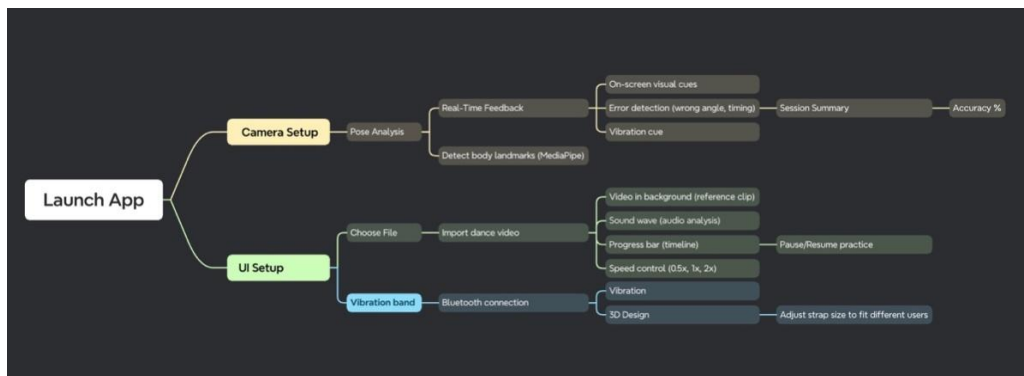 Launch App
Camera Setup
Pose Analysis
Real-Time Feedback
On-screen visual cues
Error detection (wrong angle, timing)
Session Summary
Accuracy %
Vibration cue
Detect body landmarks (MediaPipe)
UI Setup
Choose File
Import dance video
Video in background (reference clip)
Sound wave (audio analysis)
Progress bar (timeline)
Pause/Resume practice
Speed control (0.5x, 1x, 2x)
Vibration band
Bluetooth connection
Vibration
3D Design
Adjust strap size to fit different users